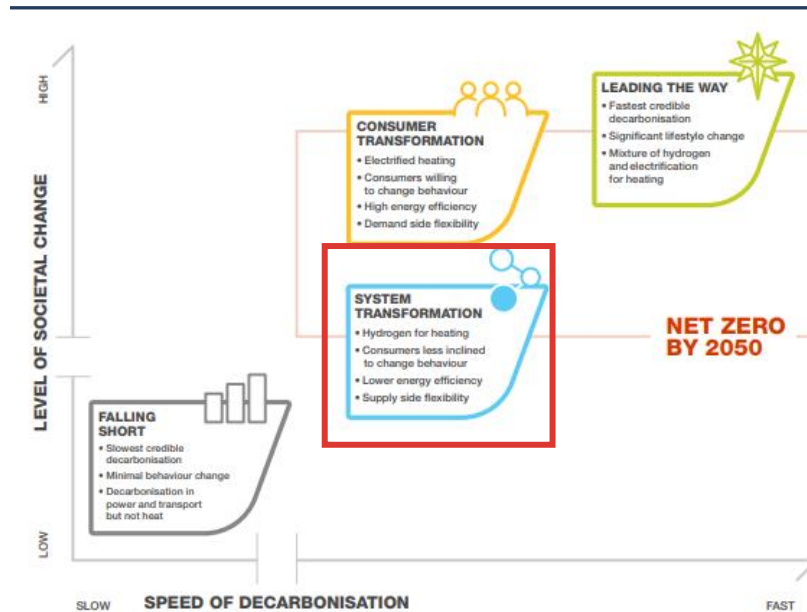 HIGH
LEVEL OF SOCIETAL CHANGE
LOW
CONSUMER
TRANSFORMATION
• Electrified heating
• Consumers willing
to change behaviour
• High energy efficiency
• Demand side flexibility
LEADING THE WAY
• Fastest credible
decarbonisation
• Significant lifestyle change
• Mixture of hydrogen
and electrification
for heating
SYSTEM
TRANSFORMATION
• Hydrogen for heating
• Consumers less inclined
to change behaviour
• Lower energy efficiency
• Supply side flexibility
NET ZERO
BY 2050
FALLING
SHORT
• Slowest credible
decarbonisation
• Minimal behaviour change
• Decarbonisation in
power and transport
but not heat
SLOW
SPEED OF DECARBONISATION
FAST